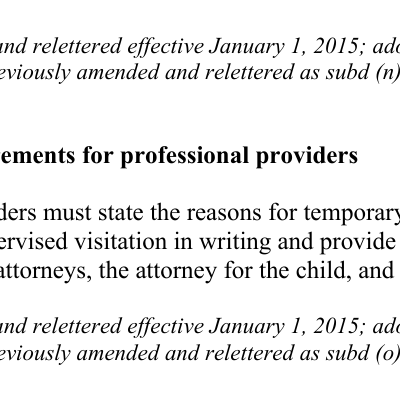 and relettered effective January 1, 2015; ado
eviously amended and relettered as subd (n)
ements for professional providers
ders must state the reasons for temporary
ervised visitation in writing and provide
attorneys, the attorney for the child, and
and relettered effective January 1, 2015; ado
eviously amended and relettered as subd (o)